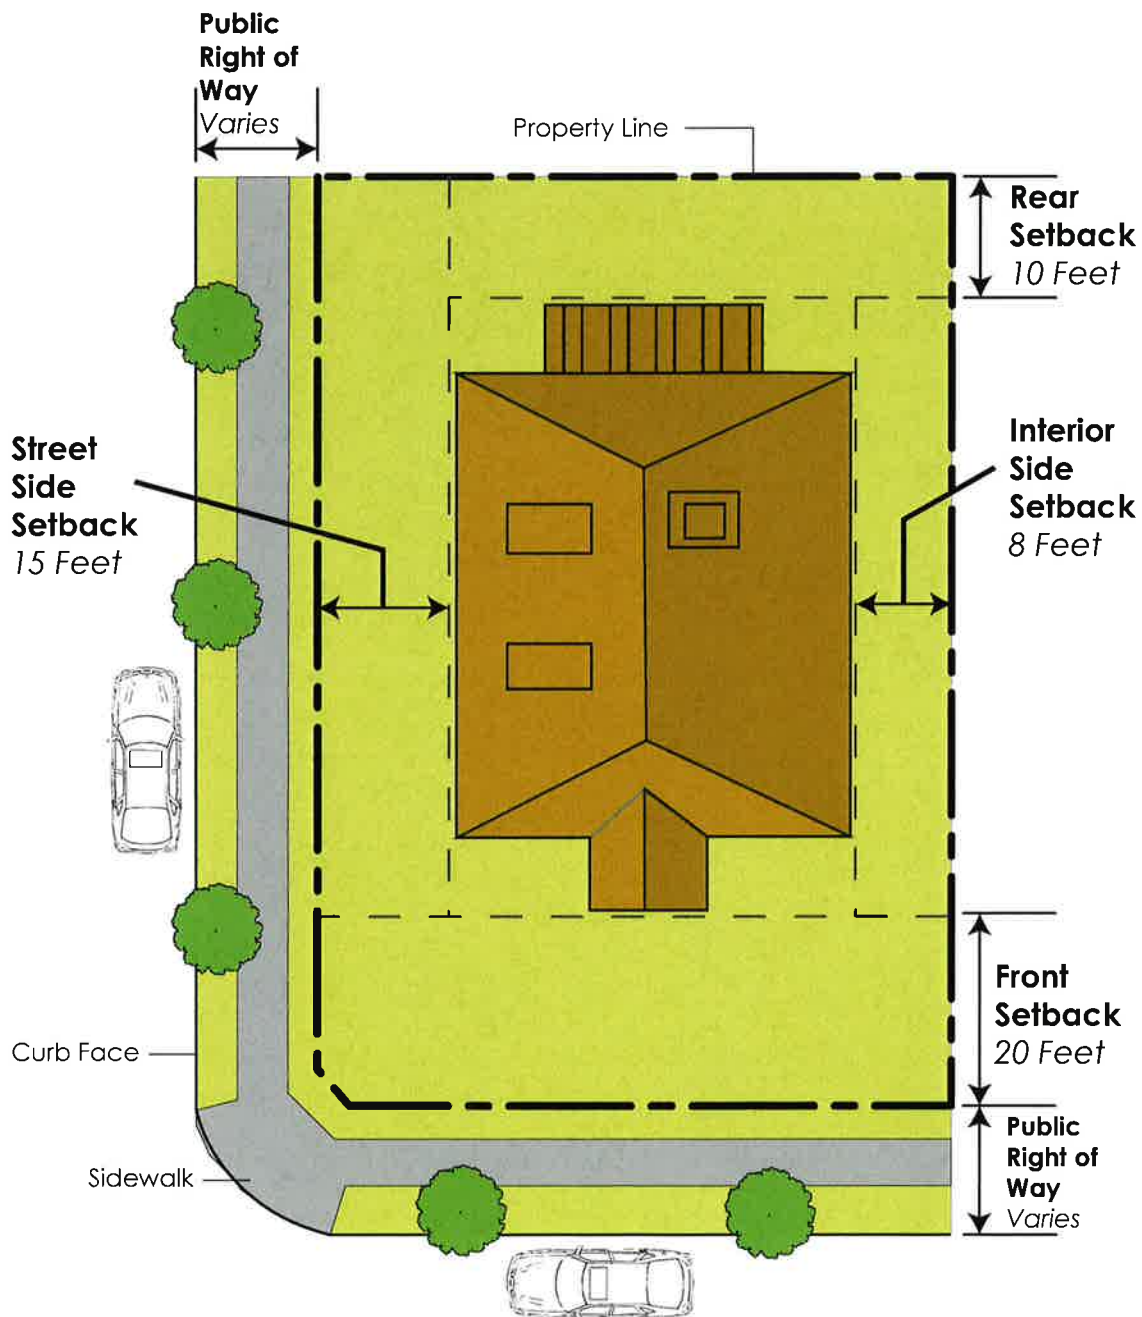 Public
Right of
Way
Varies
Property Line
Rear
Setback
10 Feet
Street
Side
Setback
15 Feet
Interior
Side
Setback
8 Feet
Front
Setback
20 Feet
Curb Face
Public
Right of
Way
Varies
Sidewalk